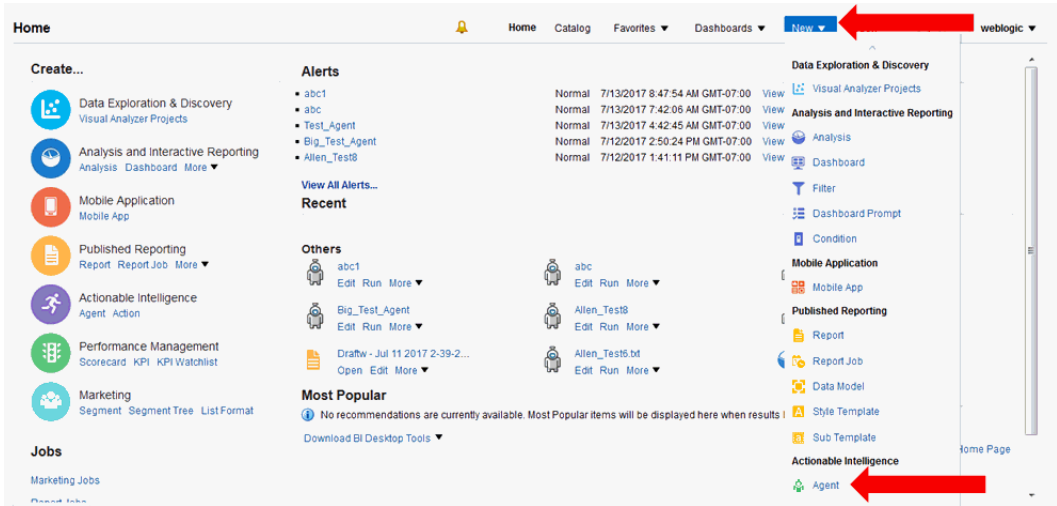 Home
Home Catalog Favorites Dashboards New weblogic
Create...
Data Exploration & Discovery
Visual Analyzer Projects
Analysis and Interactive Reporting
Analysis Dashboard More
Mobile Application
Mobile App
Published Reporting
Report Report Job More
Actionable Intelligence
Agent Action
Performance Management
Scorecard KPI KPI Watchlist
Marketing
Segment Segment Tree List Format
Jobs
Marketing Jobs
Report Jobs
Alerts
abc1 Normal 7/13/2017 8:47:54 AM GMT-07:00 View
abc Normal 7/13/2017 7:42:06 AM GMT-07:00 View
Test_Agent Normal 7/13/2017 4:42:45 AM GMT-07:00 View
Big_Test_Agent Normal 7/12/2017 2:50:24 PM GMT-07:00 View
Allen_Test8 Normal 7/12/2017 1:41:11 PM GMT-07:00 View
View All Alerts...
Recent
Others
abc1
Edit Run More
abc
Edit Run More
Big_Test_Agent
Edit Run More
Allen_Test8
Edit Run More
Draftw - Jul 11 2017 2-39-2...
Open Edit More
Allen_Test6.txt
Edit Run More
Most Popular
No recommendations are currently available. Most Popular items will be displayed here when results
Download BI Desktop Tools
Data Exploration & Discovery
Visual Analyzer Projects
Analysis and Interactive Reporting
Analysis
Dashboard
Filter
Dashboard Prompt
Condition
Mobile Application
Mobile App
Published Reporting
Report
Report Job
Data Model
Style Template
Sub Template
Actionable Intelligence
Agent
Home Page